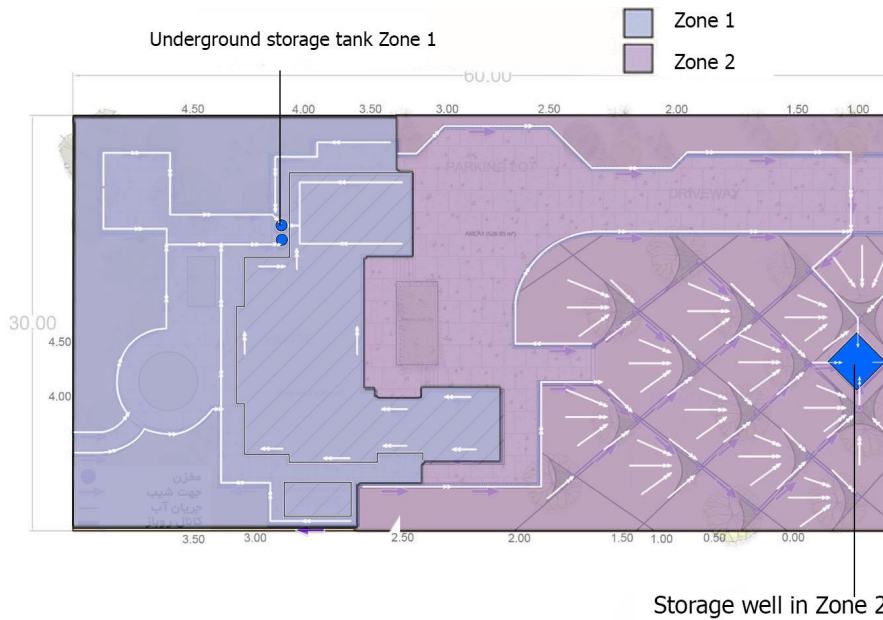 Zone 1
Underground storage tank Zone 1
Zone 2
60.00
4.50 4.00 3.50 3.00 2.50 2.00 1.50 1.00
PARKING LOT
DRIVEWAY
30.00
4.50
4.00
مخزن
جهت شیب
جریان آب
کانال روباز
3.50 3.00 2.50 2.00 1.50 1.00 0.50 0.00
Storage well in Zone 2